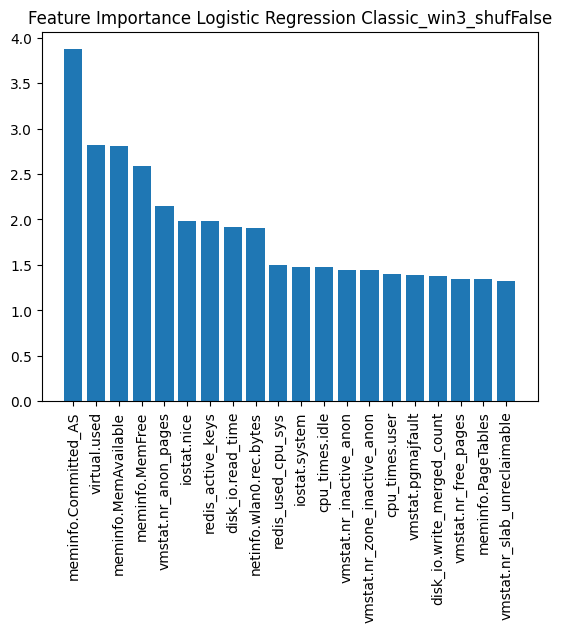 Feature Importance Logistic Regression Classic_win3_shufFalse
4.0
3.5
3.0
2.5
2.0
1.5
1.0
0.5
0.0
meminfo.Committed_AS
virtual.used
meminfo.MemAvailable
meminfo.MemFree
vmstat.nr_anon_pages
iostat.nice
redis_active_keys
disk_io.read_time
netinfo.wlan0.rec.bytes
redis_used_cpu_sys
iostat.system
cpu_times.idle
vmstat.nr_inactive_anon
vmstat.nr_zone_inactive_anon
cpu_times.user
vmstat.pgmajfault
disk_io.write_merged_count
vmstat.nr_free_pages
meminfo.PageTables
vmstat.nr_slab_unreclaimable